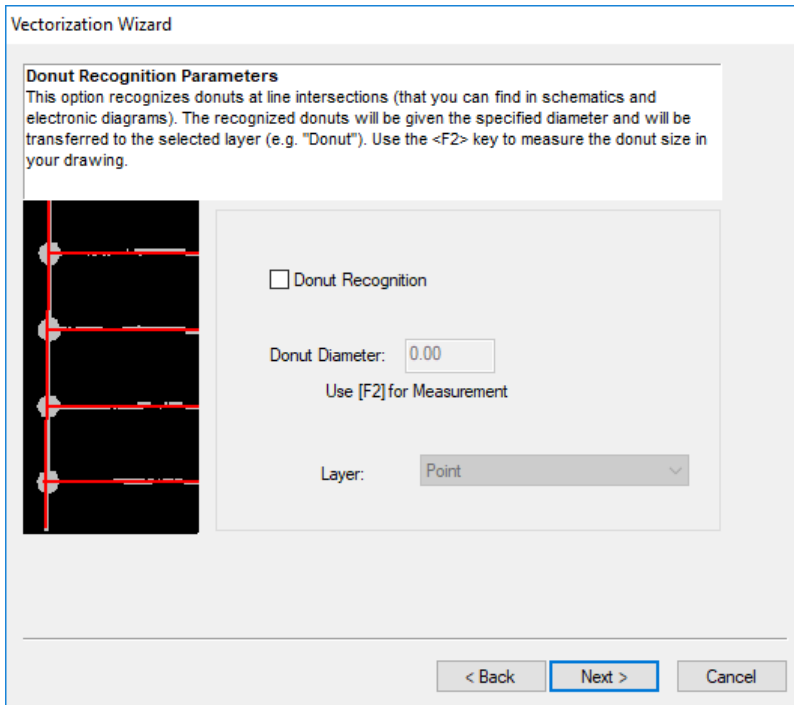 Vectorization Wizard
Donut Recognition Parameters
This option recognizes donuts at line intersections (that you can find in schematics and
electronic diagrams). The recognized donuts will be given the specified diameter and will be
transferred to the selected layer (e.g. "Donut"). Use the <F2> key to measure the donut size in
your drawing.
Donut Recognition
Donut Diameter: 0.00
Use [F2] for Measurement
Layer: Point
< Back Next > Cancel